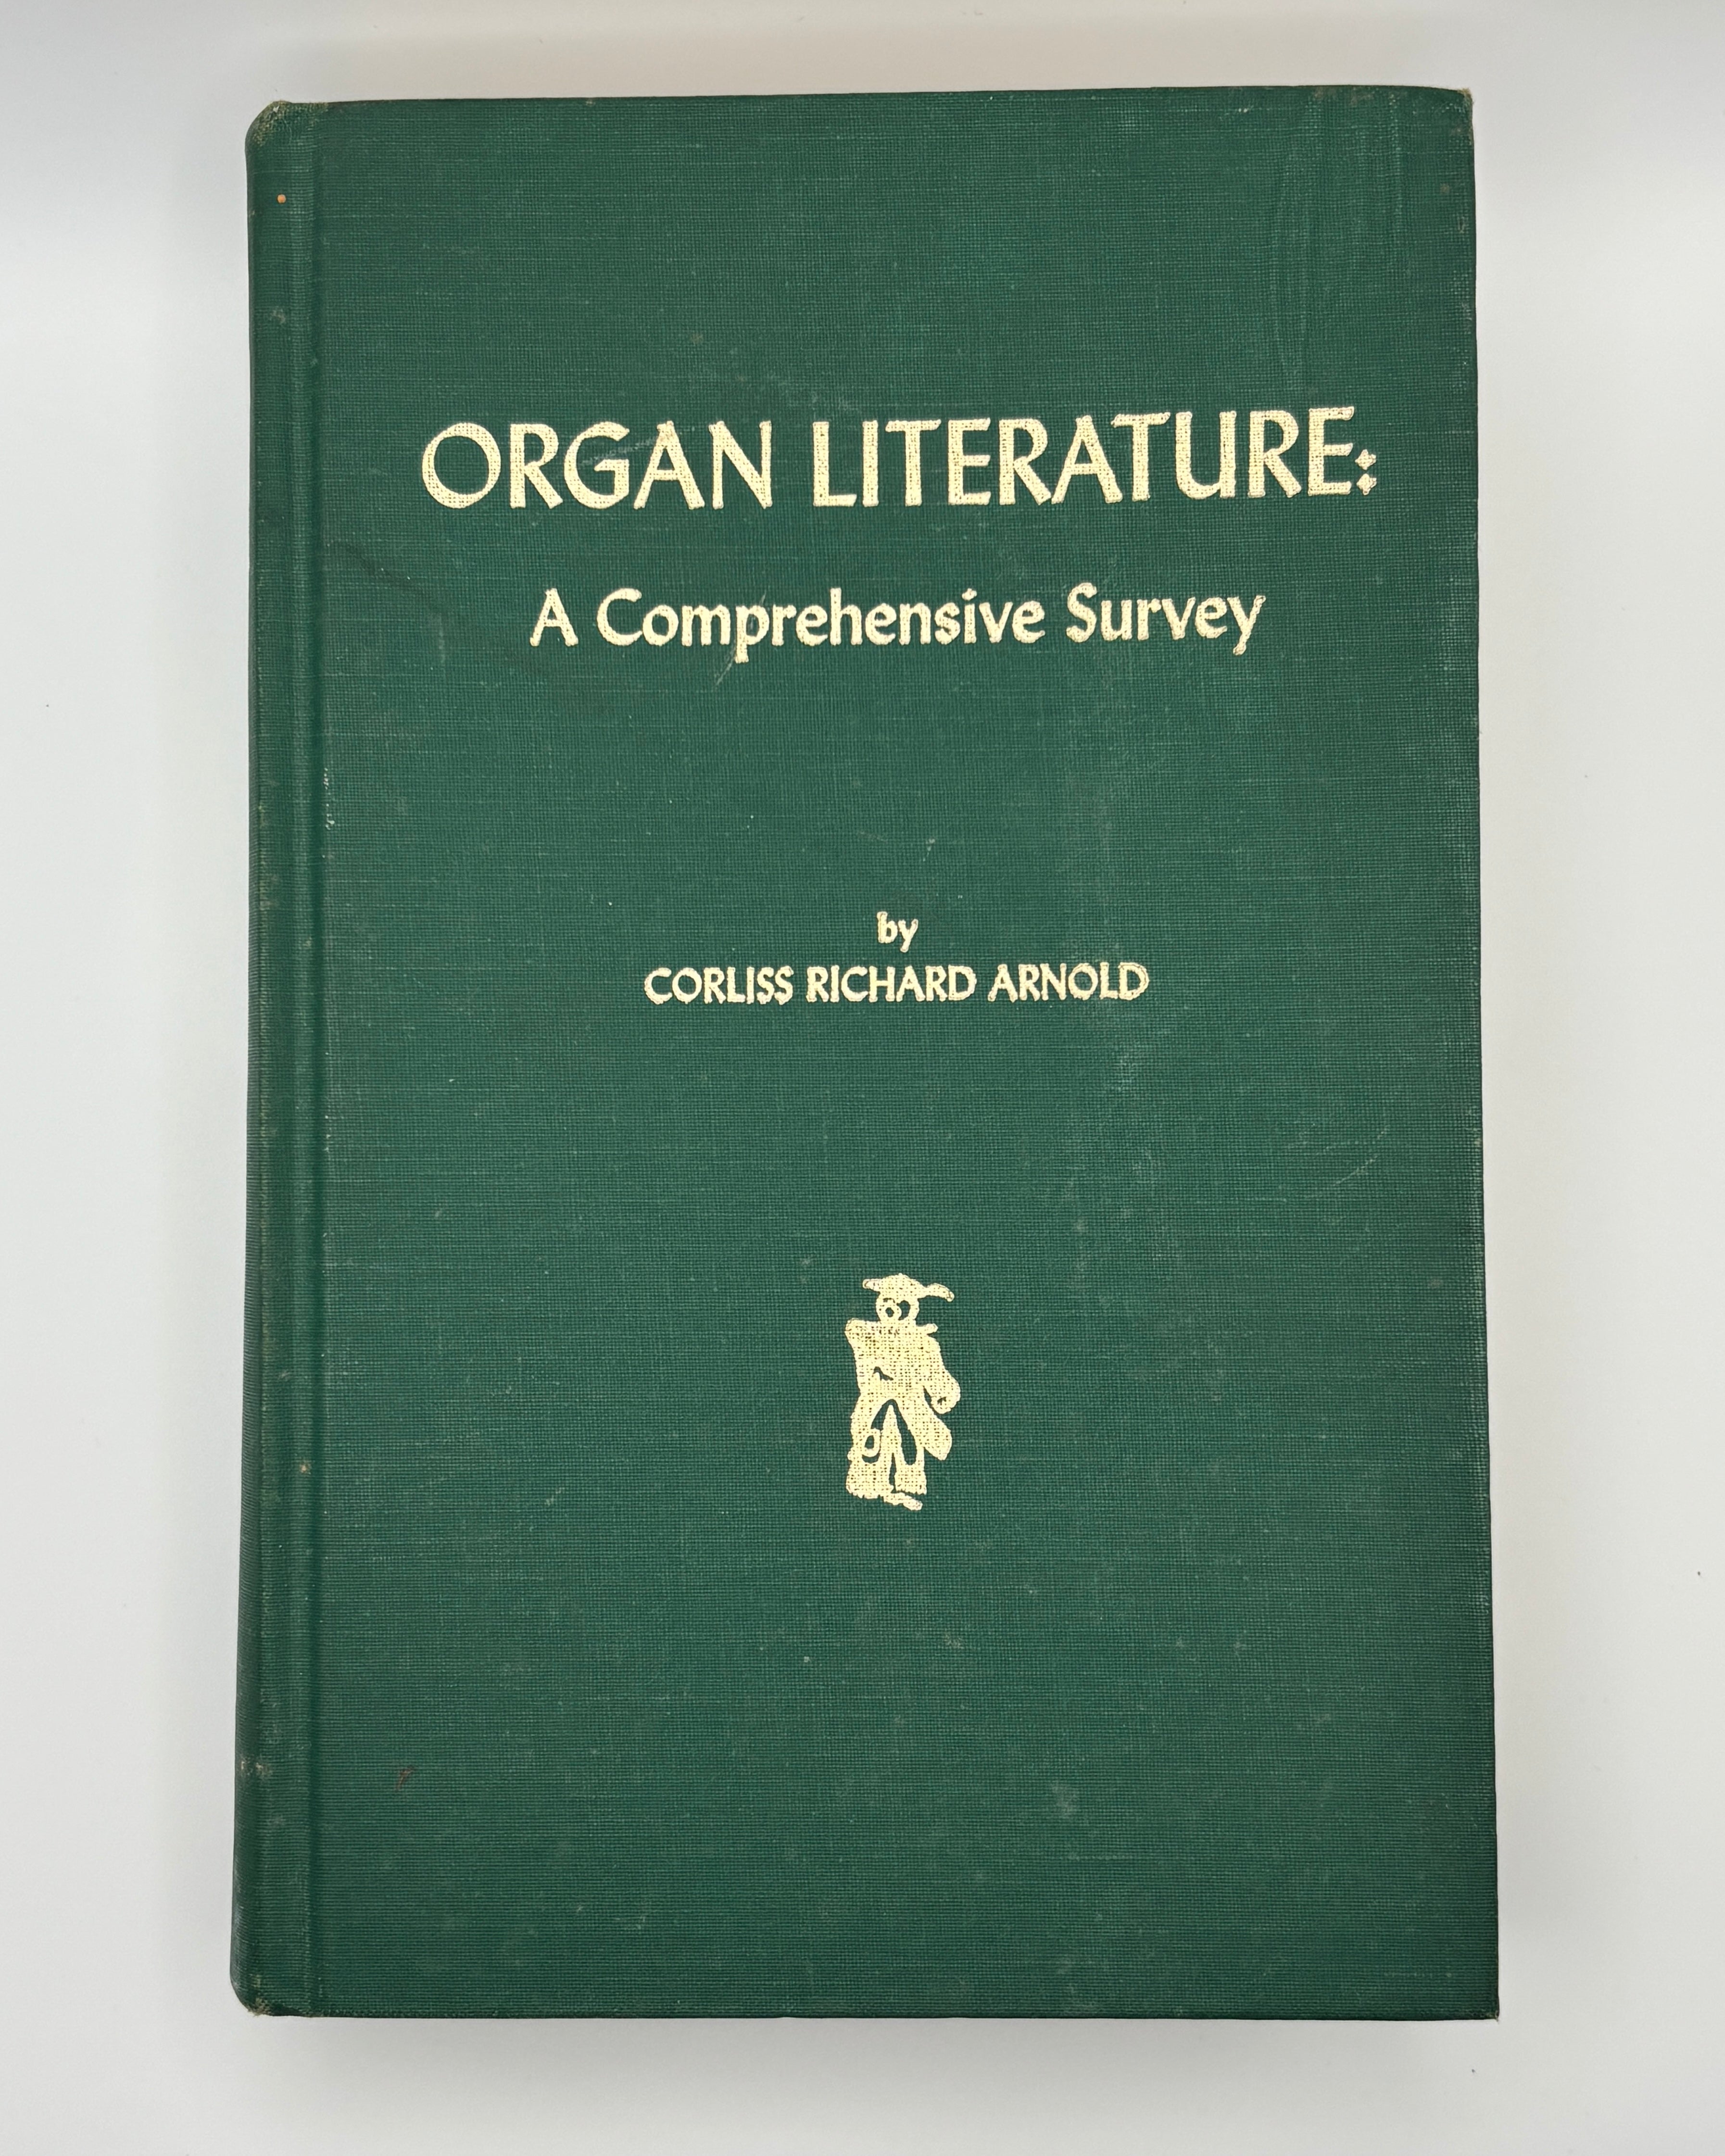 ORGAN LITERATURE:
A Comprehensive Survey
by
CORLISS RICHARD ARNOLD